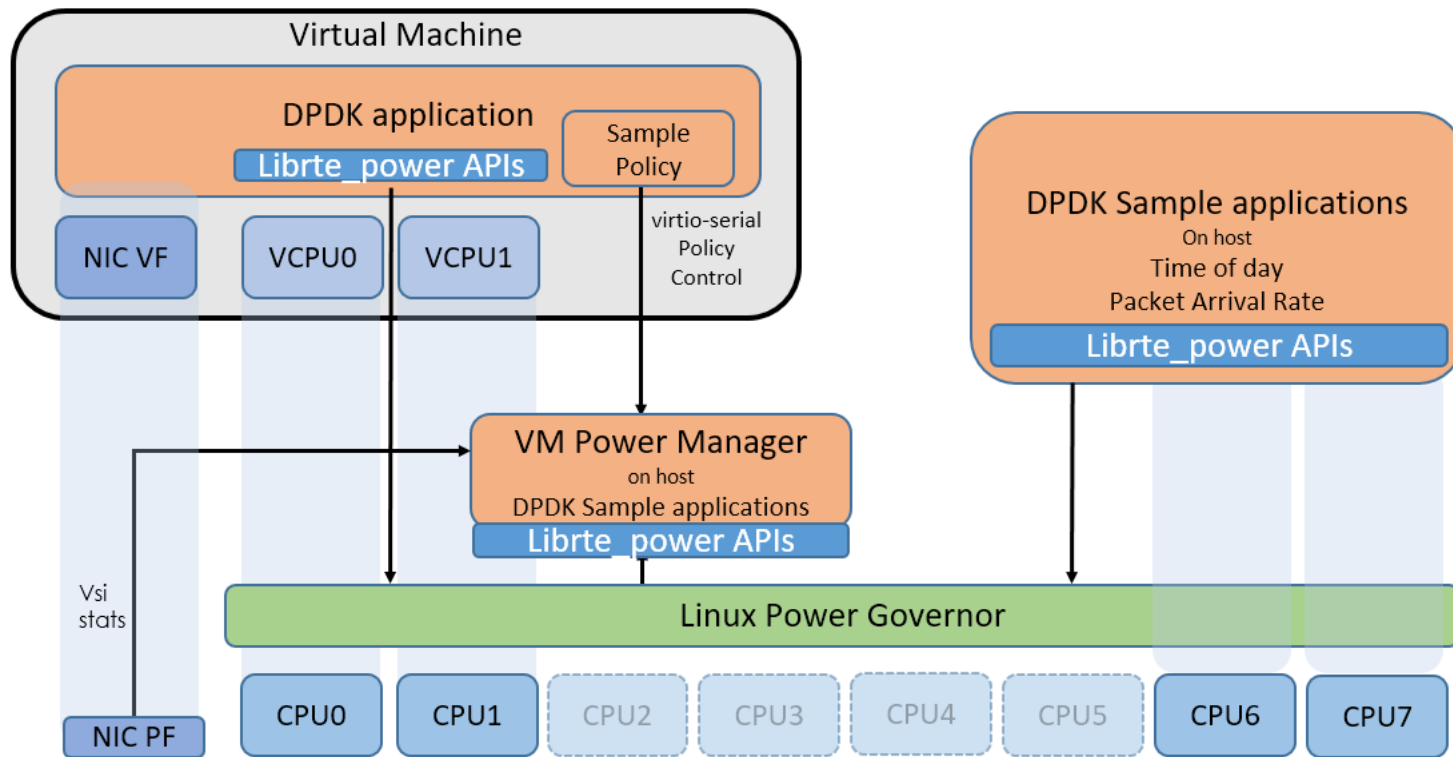 Virtual Machine
DPDK application
Librte_power APIs
Sample
Policy
NIC VF
VCPU0
VCPU1
virtio-serial
Policy
Control
DPDK Sample applications
On host
Time of day
Packet Arrival Rate
Librte_power APIs
VM Power Manager
on host
DPDK Sample applications
Librte_power APIs
Vsi
stats
Linux Power Governor
NIC PF
CPU0
CPU1
CPU2
CPU3
CPU4
CPU5
CPU6
CPU7